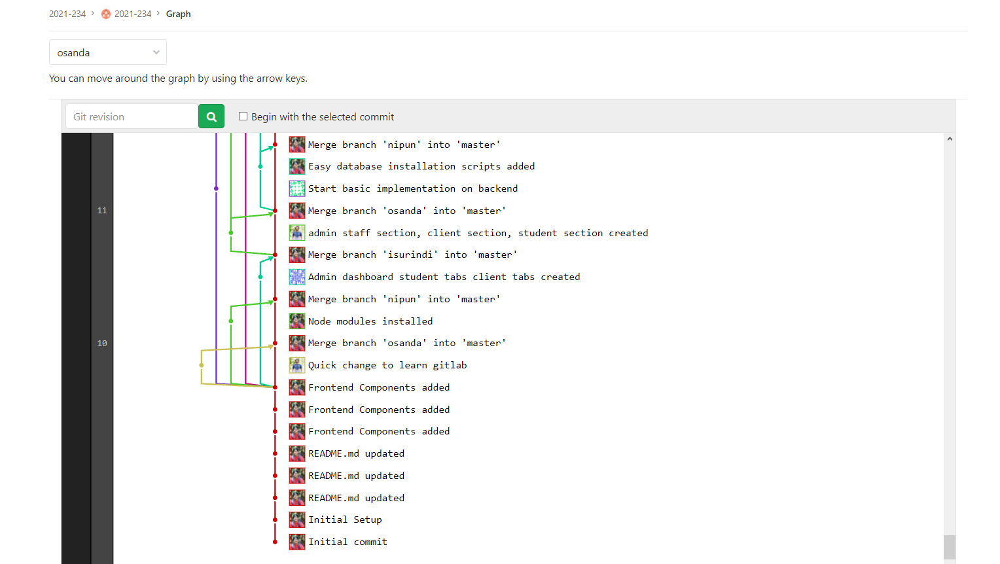 2021-234 > 2021-234 > Graph
osanda
You can move around the graph by using the arrow keys.
Git revision
Begin with the selected commit
Merge branch 'nipun' into 'master'
Easy database installation scripts added
Start basic implementation on backend
11 Merge branch 'osanda' into 'master'
admin staff section, client section, student section created
Merge branch 'isurindi' into 'master'
Admin dashboard student tabs client tabs created
Merge branch 'nipun' into 'master'
Node modules installed
10 Merge branch 'osanda' into 'master'
Quick change to learn gitlab
Frontend Components added
Frontend Components added
Frontend Components added
README.md updated
README.md updated
README.md updated
Initial Setup
Initial commit